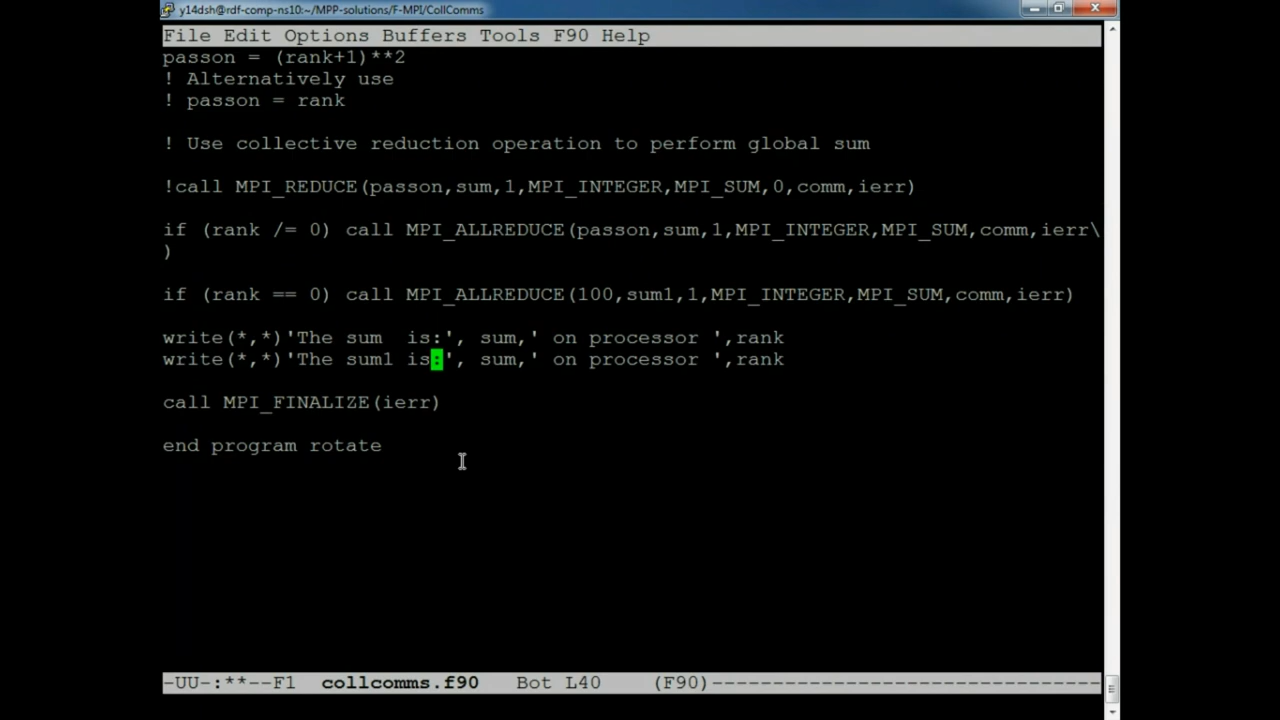 y14dsh@rdf-comp-ns10:~/MPP-solutions/F-MPI/CollComms
File Edit Options Buffers Tools F90 Help
passon = (rank+1)**2
! Alternatively use
! passon = rank
! Use collective reduction operation to perform global sum
!call MPI_REDUCE(passon,sum,1,MPI_INTEGER,MPI_SUM,0,comm,ierr)
if (rank /= 0) call MPI_ALLREDUCE(passon,sum,1,MPI_INTEGER,MPI_SUM,comm,ierr\
)
if (rank == 0) call MPI_ALLREDUCE(100,sum1,1,MPI_INTEGER,MPI_SUM,comm,ierr)
write(*,*)'The sum  is:', sum,' on processor ',rank
write(*,*)'The sum1 is:', sum,' on processor ',rank
call MPI_FINALIZE(ierr)
end program rotate
-UU-:**--F1  collcomms.f90   Bot L40    (F90)--------------------------------